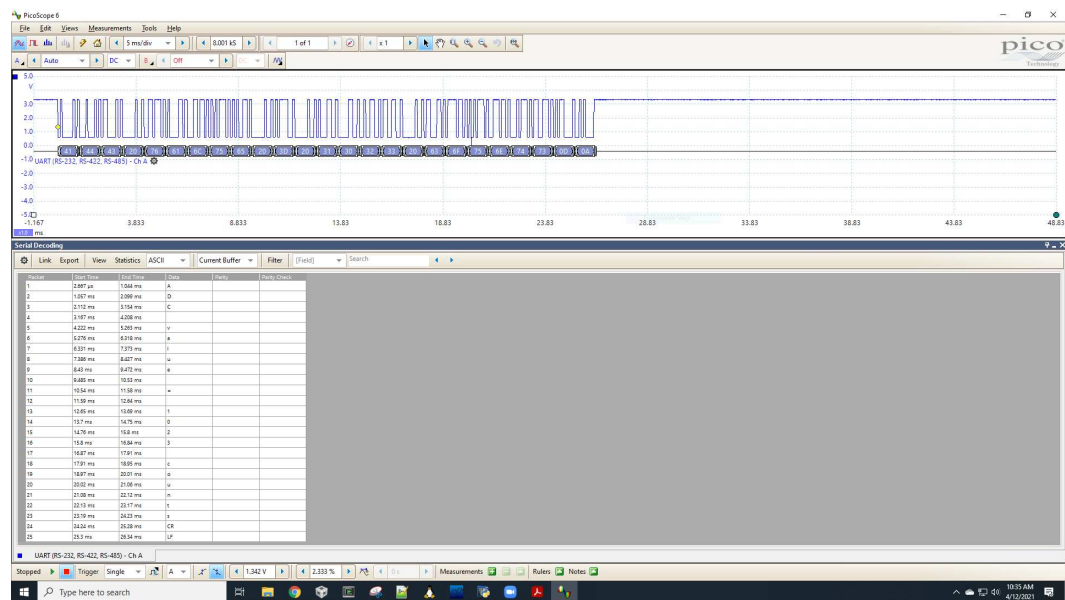 PicoScope 6
File Edit Views Measurements Tools Help
5 ms/div 8.001 kS 1 of 1 x 1
pico
Technology
A Auto DC B Off DC
5.0
V
3.0
2.0
1.0
0.0
41 44 43 20 76 61 6C 75 65 20 3D 20 31 30 32 33 20 63 6F 75 6E 74 73 0D 0A
-1.0 UART (RS-232, RS-422, RS-485) - Ch A
-2.0
-3.0
-4.0
-5.0
-1.167 3.833 8.833 13.83 18.83 23.83 28.83 33.83 38.83 43.83 48.83
x1.0 ms
Serial Decoding
Link Export View Statistics ASCII Current Buffer Filter [Field] Search
Packet Start Time End Time Data Parity Parity Check
1 2.667 µs 1.044 ms A
2 1.057 ms 2.099 ms D
3 2.112 ms 3.154 ms C
4 3.167 ms 4.208 ms
5 4.222 ms 5.263 ms v
6 5.276 ms 6.318 ms a
7 6.331 ms 7.373 ms l
8 7.386 ms 8.427 ms u
9 8.43 ms 9.472 ms e
10 9.485 ms 10.53 ms
11 10.54 ms 11.58 ms =
12 11.59 ms 12.64 ms
13 12.65 ms 13.69 ms 1
14 13.7 ms 14.75 ms 0
15 14.76 ms 15.8 ms 2
16 15.8 ms 16.84 ms 3
17 16.87 ms 17.91 ms
18 17.91 ms 18.95 ms c
19 18.97 ms 20.01 ms o
20 20.02 ms 21.06 ms u
21 21.08 ms 22.12 ms n
22 22.13 ms 23.17 ms t
23 23.19 ms 24.23 ms s
24 24.24 ms 25.28 ms CR
25 25.3 ms 26.34 ms LF
UART (RS-232, RS-422, RS-485) - Ch A
Stopped Trigger Single A 1.342 V 2.333 % 0 s Measurements Rulers Notes
Type here to search
10:35 AM
4/12/2021